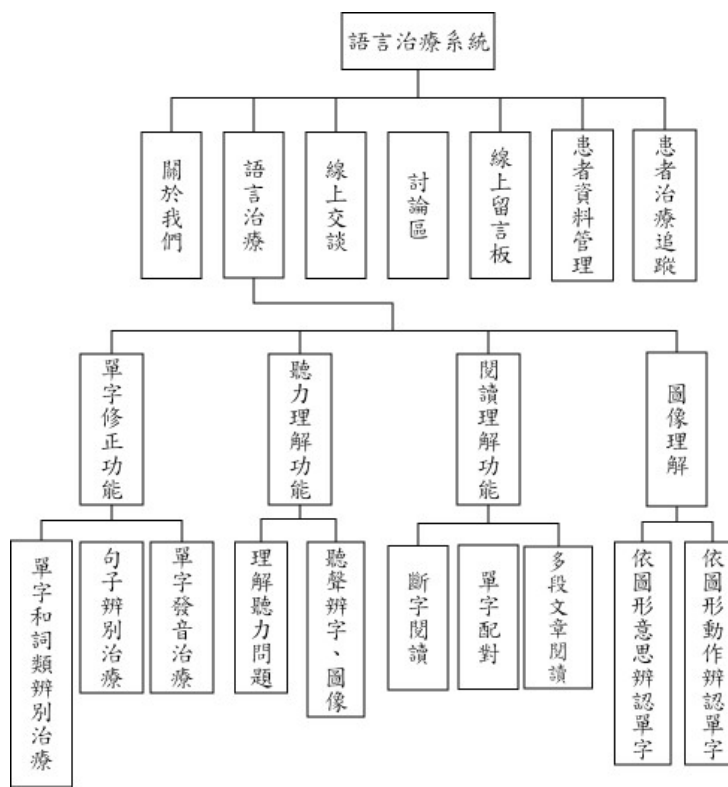 語言治療系統
關於我們
語言治療
線上交談
討論區
線上留言板
患者資料管理
患者治療追蹤
單字修正功能
聽力理解功能
閱讀理解功能
圖像理解
單字和詞類辨別治療
句子辨別治療
單字發音治療
理解聽力問題
聽聲辨字、圖像
斷字閱讀
單字配對
多段文章閱讀
依圖形意思辨認單字
依圖形動作辨認單字